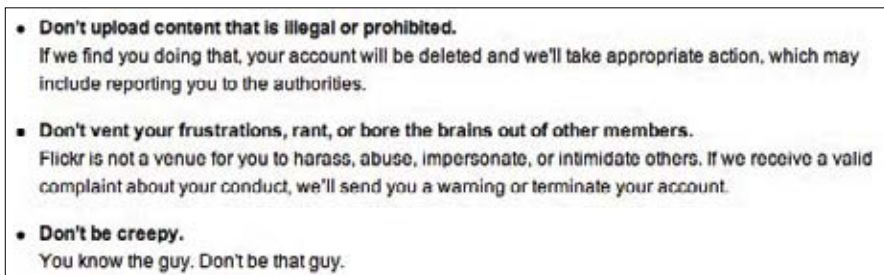 • Don't upload content that is illegal or prohibited.
If we find you doing that, your account will be deleted and we'll take appropriate action, which may
include reporting you to the authorities.
• Don't vent your frustrations, rant, or bore the brains out of other members.
Flickr is not a venue for you to harass, abuse, impersonate, or intimidate others. If we receive a valid
complaint about your conduct, we'll send you a warning or terminate your account.
• Don't be creepy.
You know the guy. Don't be that guy.